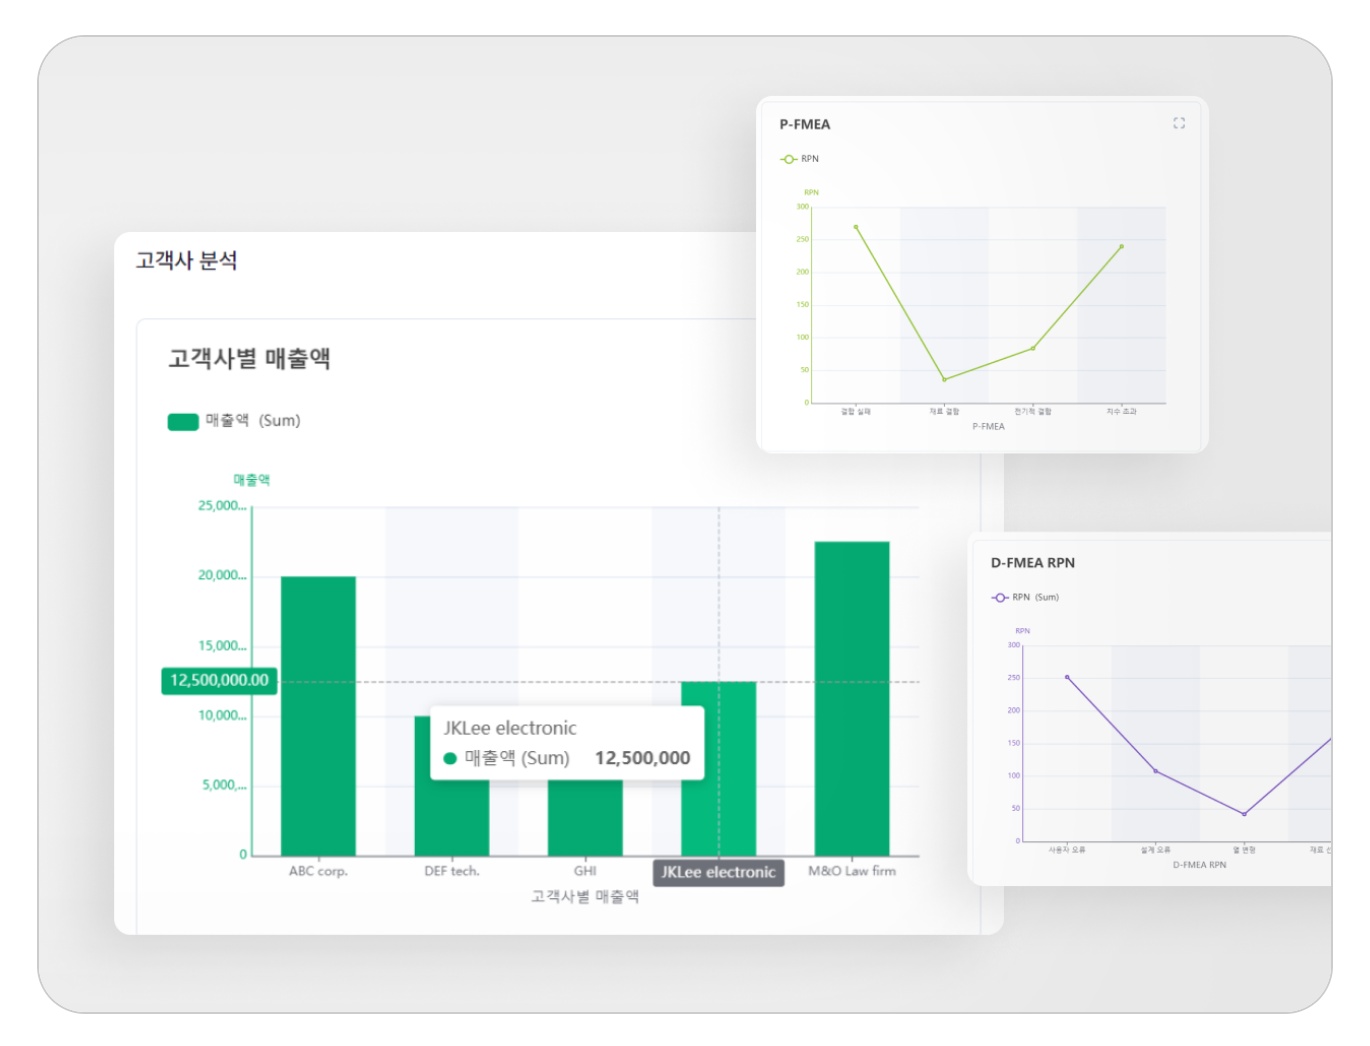 고객사 분석
고객사별 매출액
매출액 (Sum)
매출액
25,000...
20,000...
15,000...
12,500,000.00
10,000...
5,000,...
0
JKLee electronic
매출액 (Sum) 12,500,000
ABC corp. DEF tech. GHI JKLee electronic M&O Law firm
고객사별 매출액
P-FMEA
RPN
RPN
300
250
200
150
100
50
0
결합 실패 재료 결함 전기적 결함 치수 초과
P-FMEA
D-FMEA RPN
RPN (Sum)
RPN
300
250
200
150
100
50
0
사용자 오류 설계 오류 열 변형 재료
D-FMEA RPN